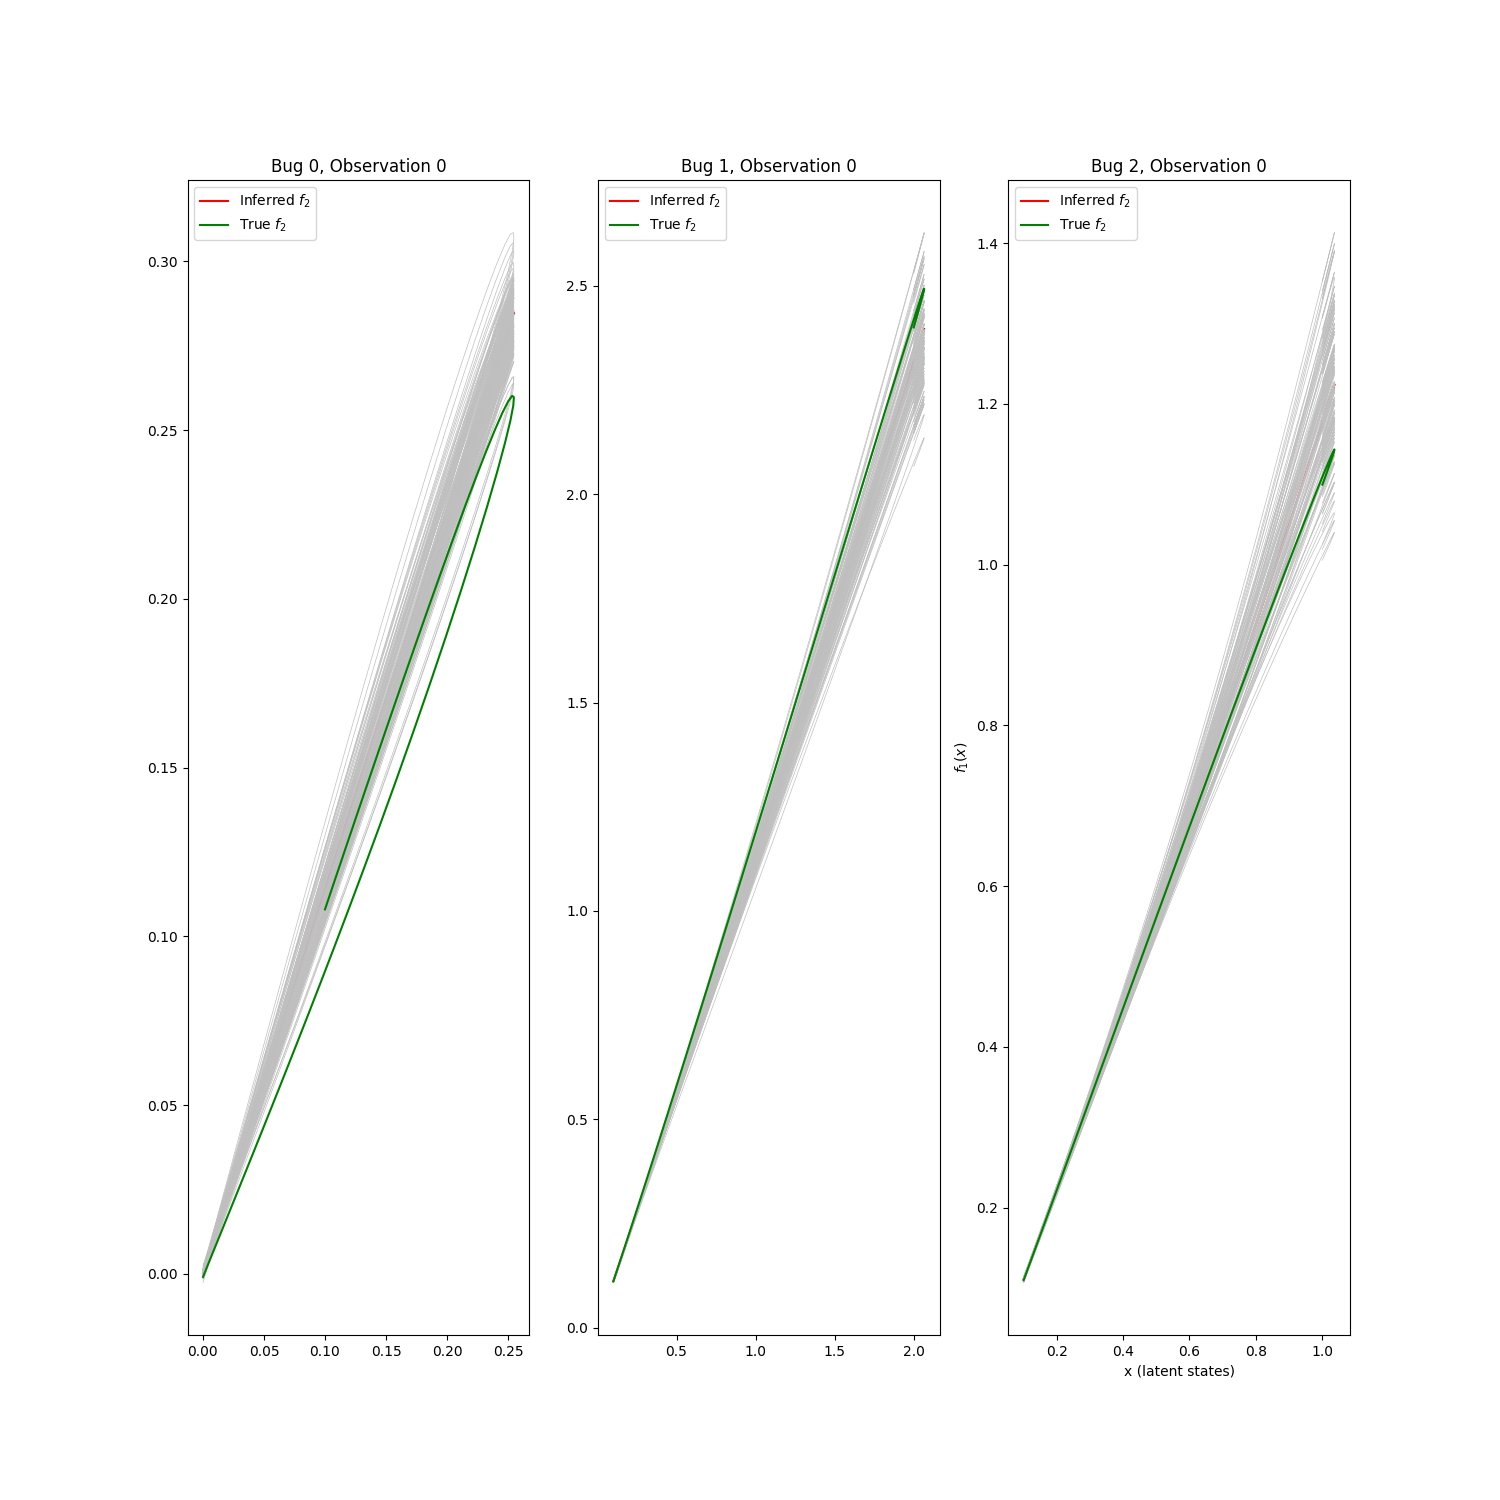 Bug 0, Observation 0
Inferred f₂
True f₂
0.30
0.25
0.20
0.15
0.10
0.05
0.00
0.00 0.05 0.10 0.15 0.20 0.25
Bug 1, Observation 0
Inferred f₂
True f₂
2.5
2.0
1.5
1.0
0.5
0.0
0.5 1.0 1.5 2.0
Bug 2, Observation 0
Inferred f₂
True f₂
f₁(x)
1.4
1.2
1.0
0.8
0.6
0.4
0.2
0.2 0.4 0.6 0.8 1.0
x (latent states)